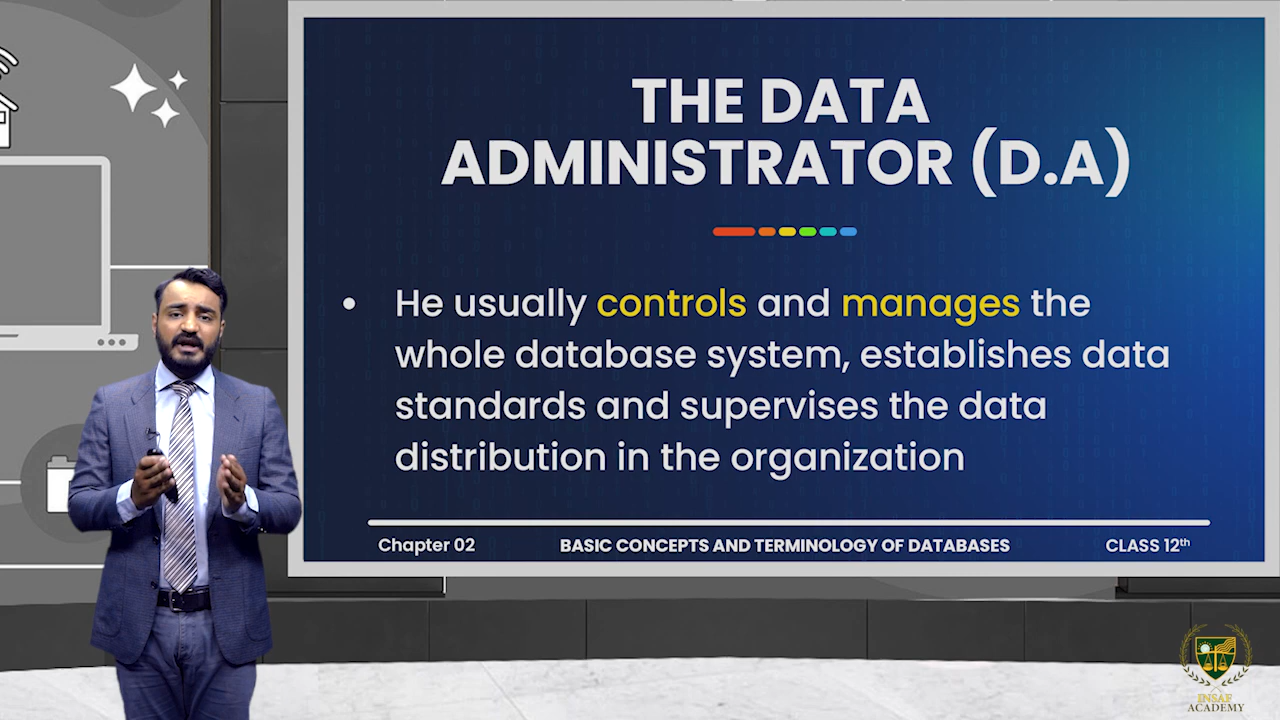 THE DATA
ADMINISTRATOR (D.A)
• He usually controls and manages the
whole database system, establishes data
standards and supervises the data
distribution in the organization
Chapter 02 BASIC CONCEPTS AND TERMINOLOGY OF DATABASES CLASS 12th
INSAF
ACADEMY